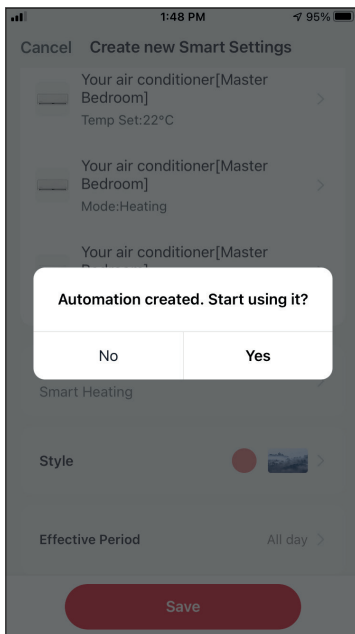 1:48 PM
95%
Cancel Create new Smart Settings
Your air conditioner[Master
Bedroom]
Temp Set:22°C
Your air conditioner[Master
Bedroom]
Mode:Heating
Your air conditioner[Master
Automation created. Start using it?
No Yes
Smart Heating
Style
Effective Period All day
Save